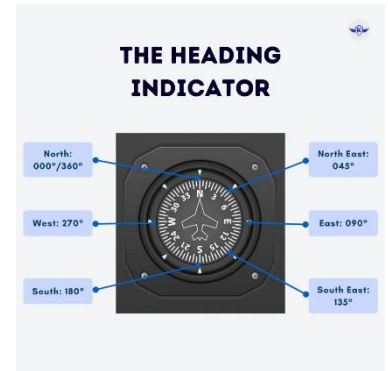 THE HEADING
INDICATOR
North:
000°/360°
North East:
045°
West: 270°
East: 090°
South: 180°
South East:
135°
N
3
6
E
12
15
S
21
24
W
30
33